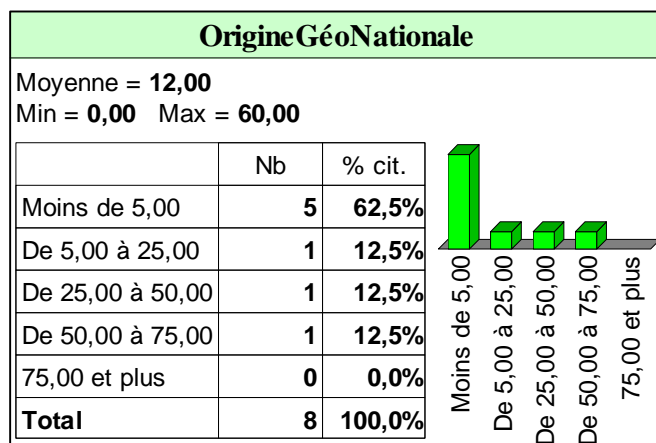 OrigineGéoNationale
Moyenne = 12,00
Min = 0,00 Max = 60,00
Nb % cit.
Moins de 5,00 5 62,5%
De 5,00 à 25,00 1 12,5%
De 25,00 à 50,00 1 12,5%
De 50,00 à 75,00 1 12,5%
75,00 et plus 0 0,0%
Total 8 100,0%
Moins de 5,00
De 5,00 à 25,00
De 25,00 à 50,00
De 50,00 à 75,00
75,00 et plus